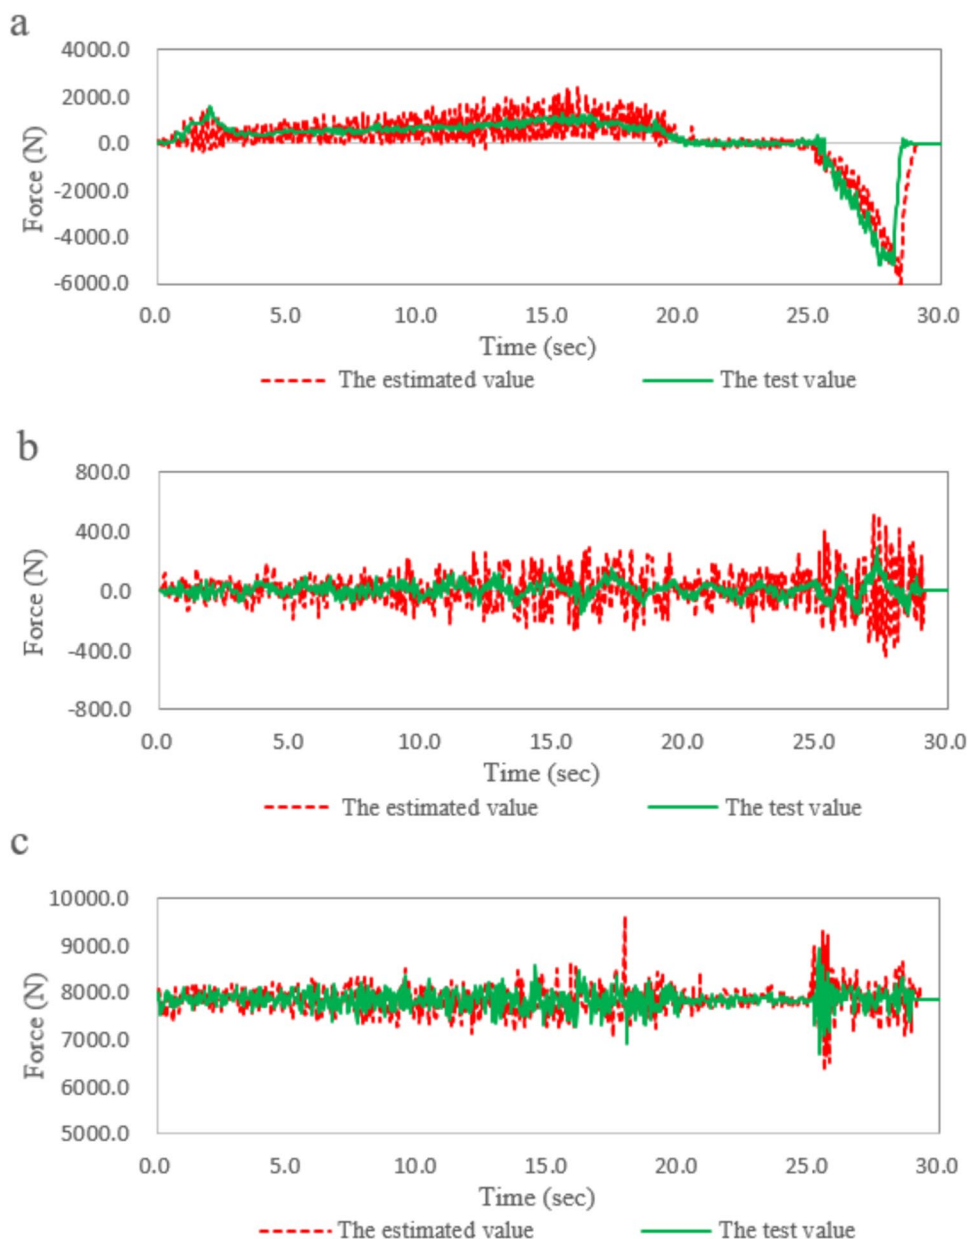 a
4000.0
2000.0
0.0
-2000.0
-4000.0
-6000.0
Force (N)
0.0 5.0 10.0 15.0 20.0 25.0 30.0
Time (sec)
The estimated value The test value
b
800.0
400.0
0.0
-400.0
-800.0
Force (N)
0.0 5.0 10.0 15.0 20.0 25.0 30.0
Time (sec)
The estimated value The test value
c
10000.0
9000.0
8000.0
7000.0
6000.0
5000.0
Force (N)
0.0 5.0 10.0 15.0 20.0 25.0 30.0
Time (sec)
The estimated value The test value